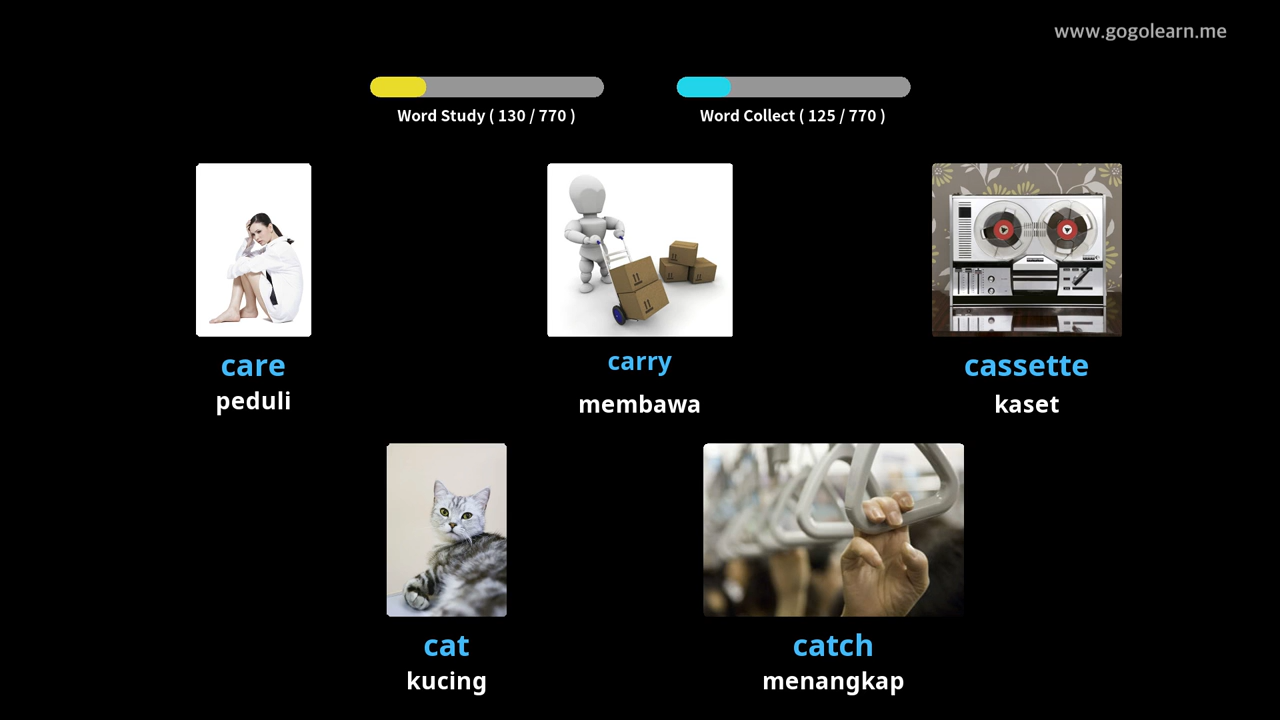 www.gogolearn.me
Word Study ( 130 / 770 )
Word Collect ( 125 / 770 )
care
peduli
carry
membawa
cassette
kaset
cat
kucing
catch
menangkap